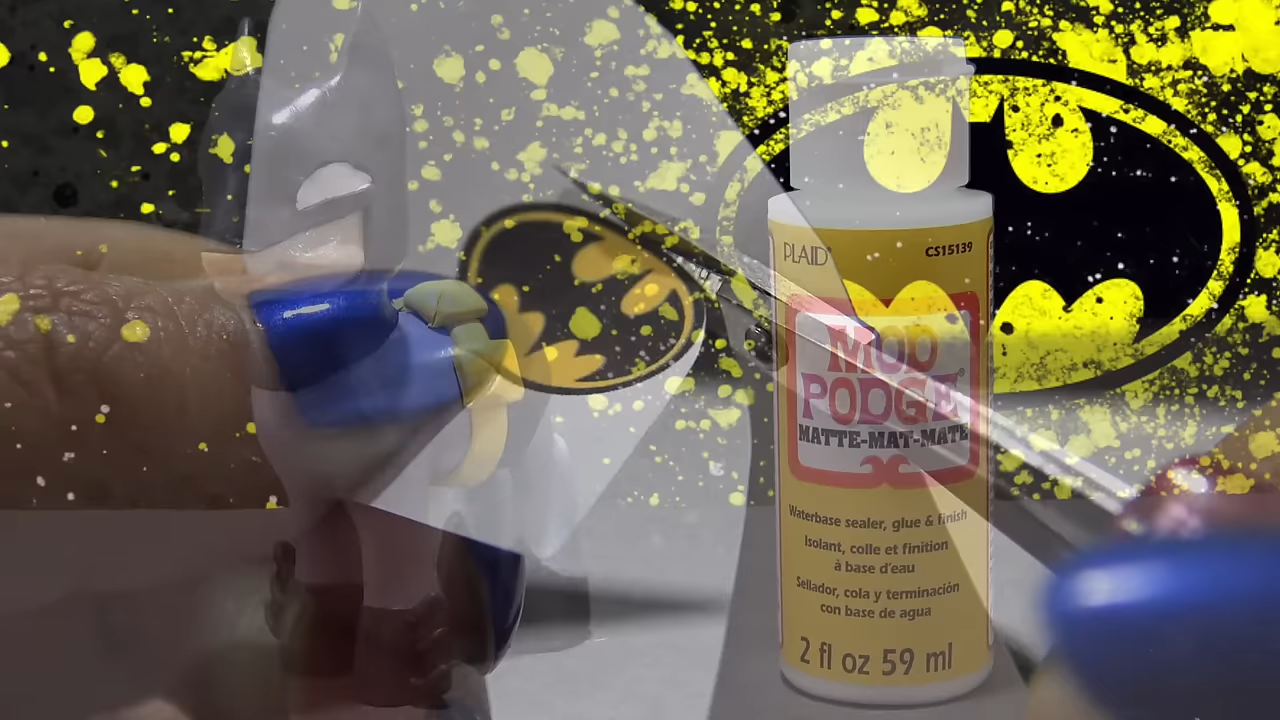 PLAID®
CS15139
MOD
PODGE®
MATTE-MAT-MATE
Waterbase sealer, glue & finish
Isolant, colle et finition
à base d'eau
Sellador, cola y terminación
con base de agua
2 fl oz 59 ml